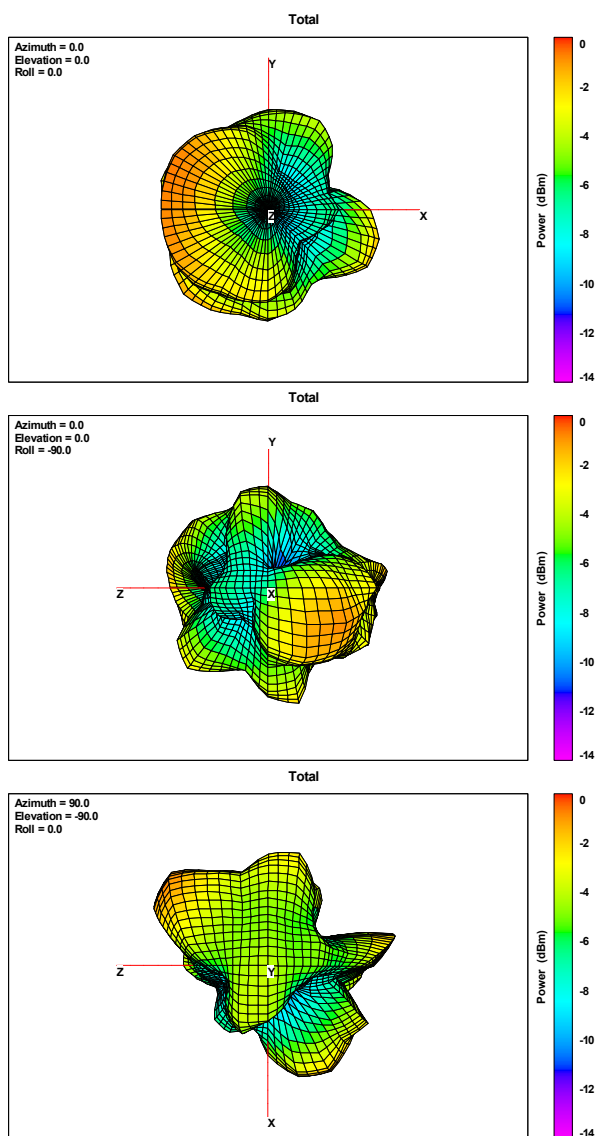 Total
Azimuth = 0.0
Elevation = 0.0
Roll = 0.0
Y
Z
X
0
-2
-4
-6
-8
-10
-12
-14
Power (dBm)
Total
Azimuth = 0.0
Elevation = 0.0
Roll = -90.0
Y
Z
X
0
-2
-4
-6
-8
-10
-12
-14
Power (dBm)
Total
Azimuth = 90.0
Elevation = -90.0
Roll = 0.0
Z
Y
X
0
-2
-4
-6
-8
-10
-12
-14
Power (dBm)